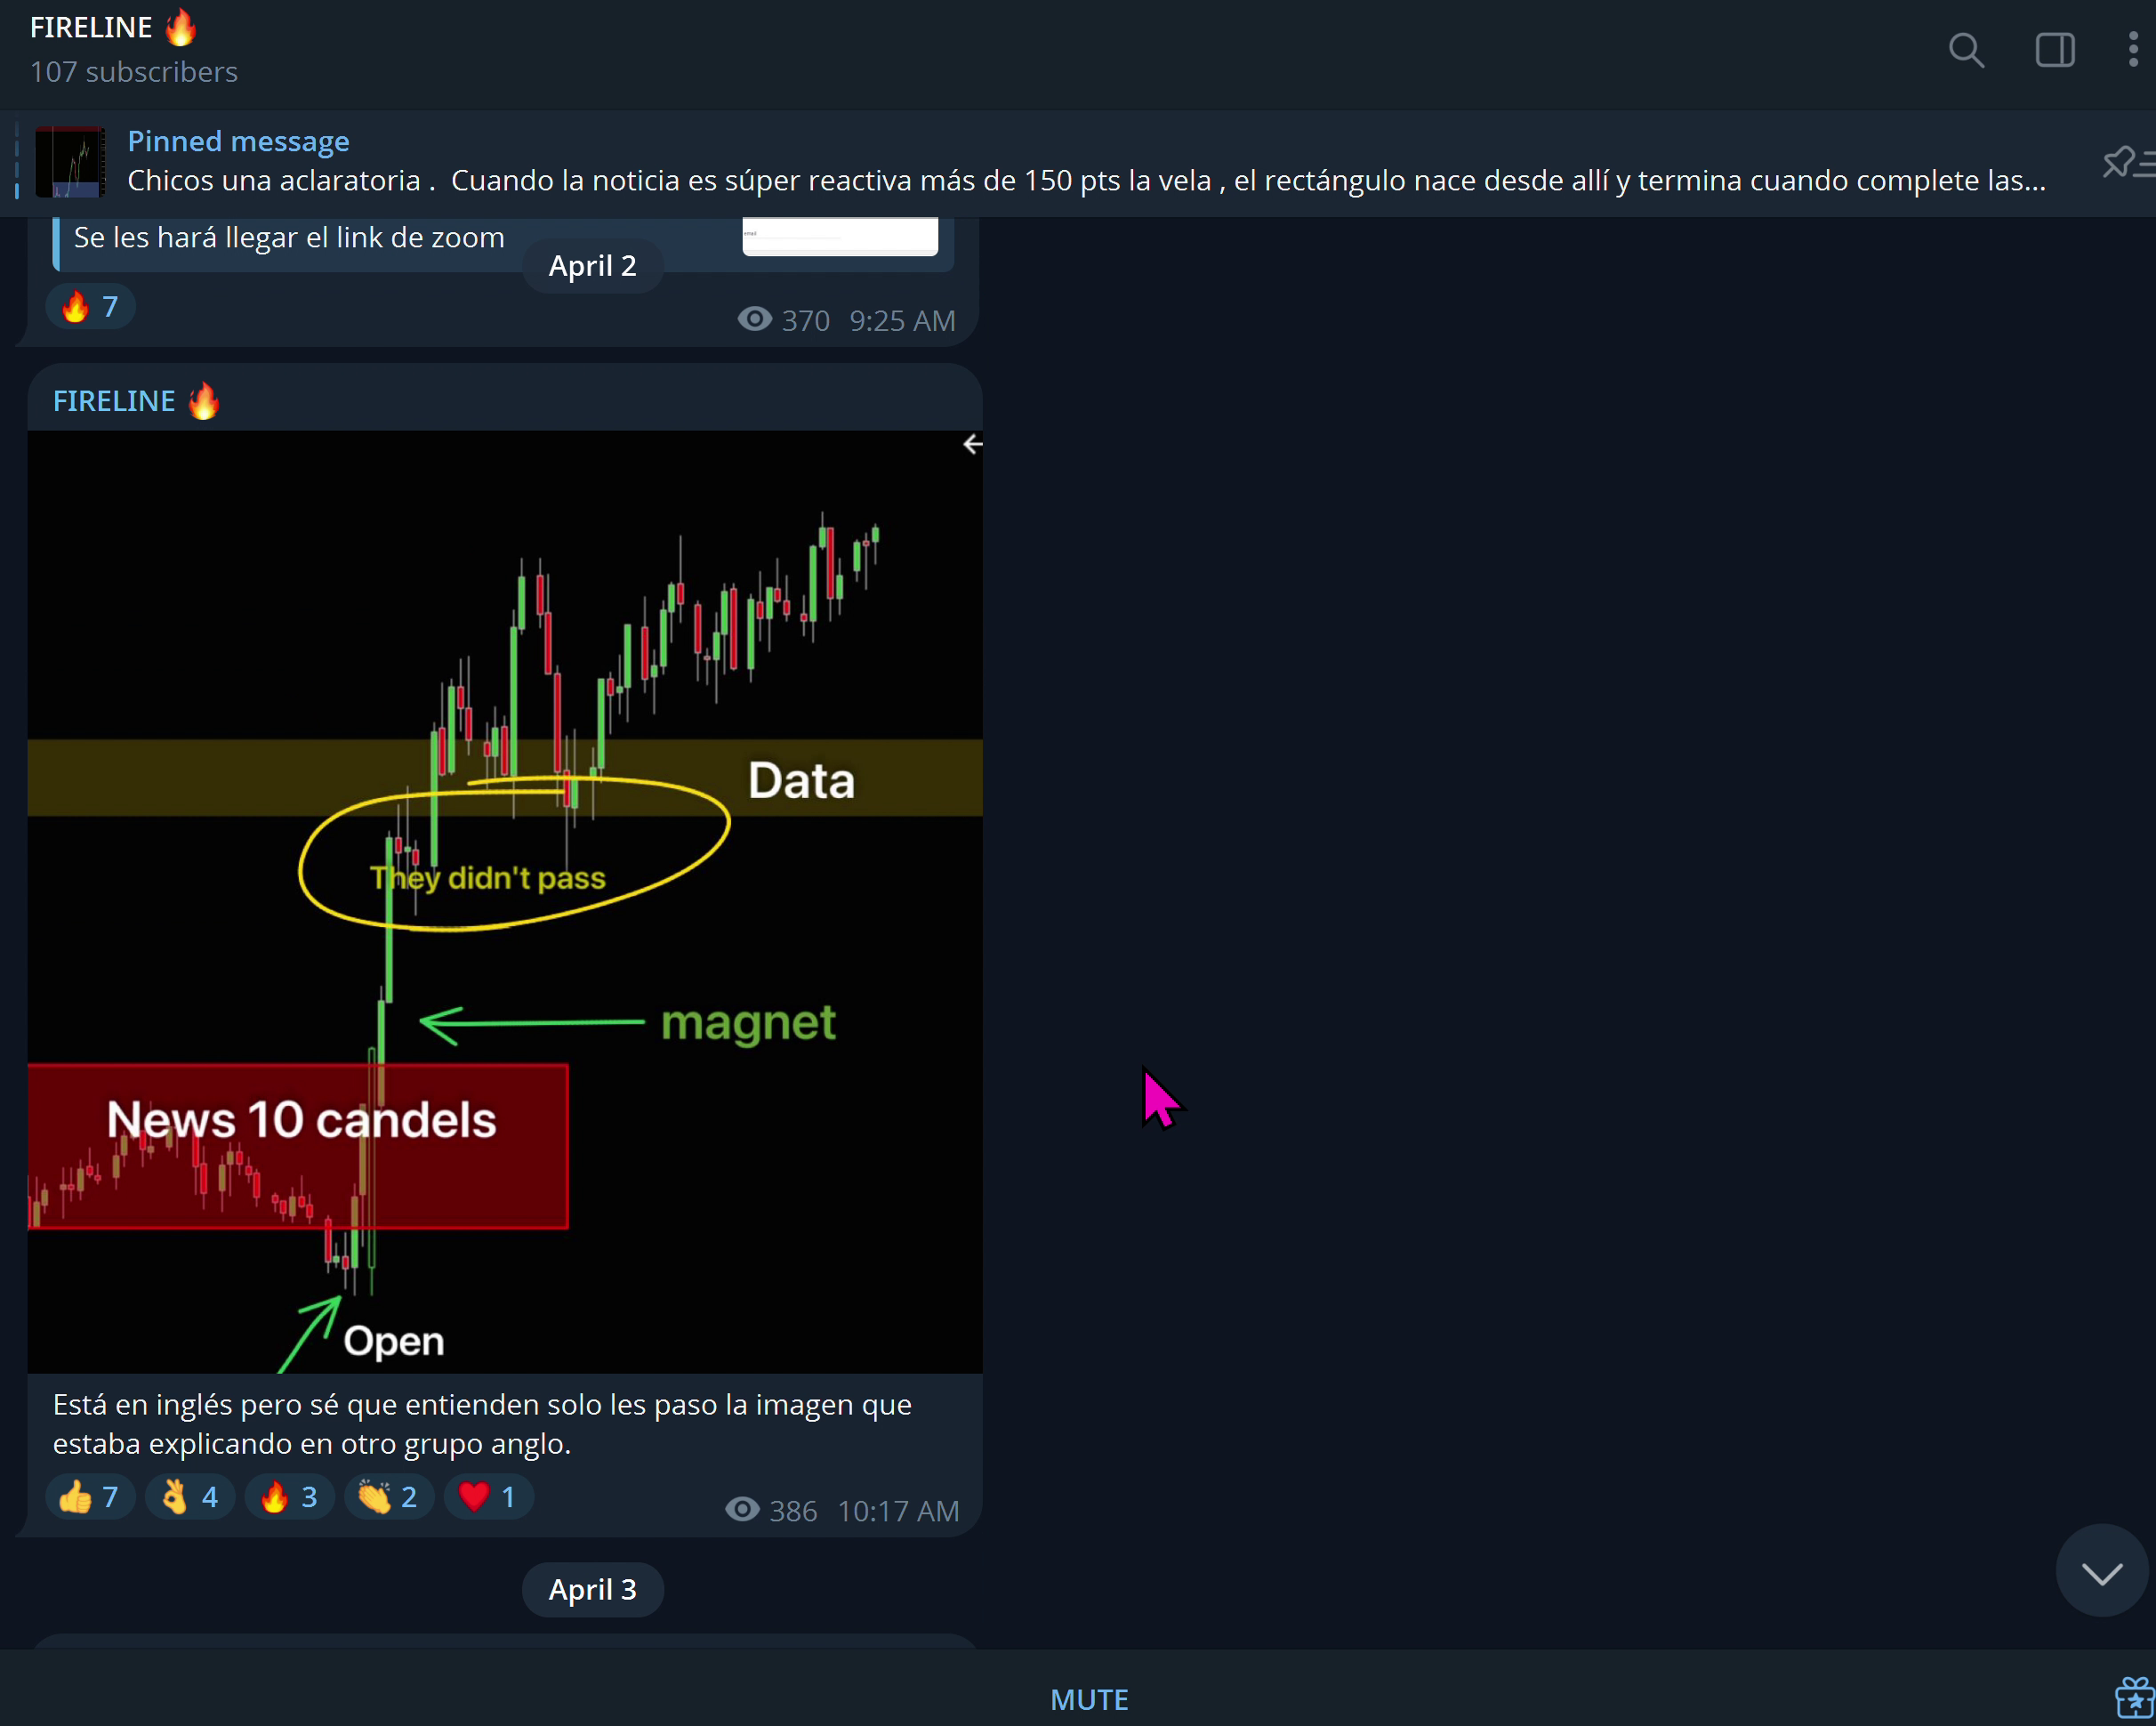 FIRELINE 🔥
107 subscribers
Pinned message
Chicos una aclaratoria . Cuando la noticia es súper reactiva más de 150 pts la vela , el rectángulo nace desde allí y termina cuando complete las...
Se les hará llegar el link de zoom
April 2
🔥 7
370 9:25 AM
FIRELINE 🔥
Data
They didn't pass
magnet
News 10 candels
Open
Está en inglés pero sé que entienden solo les paso la imagen que
estaba explicando en otro grupo anglo.
👍 7 👌 4 🔥 3 👏 2 ❤️ 1
386 10:17 AM
April 3
MUTE